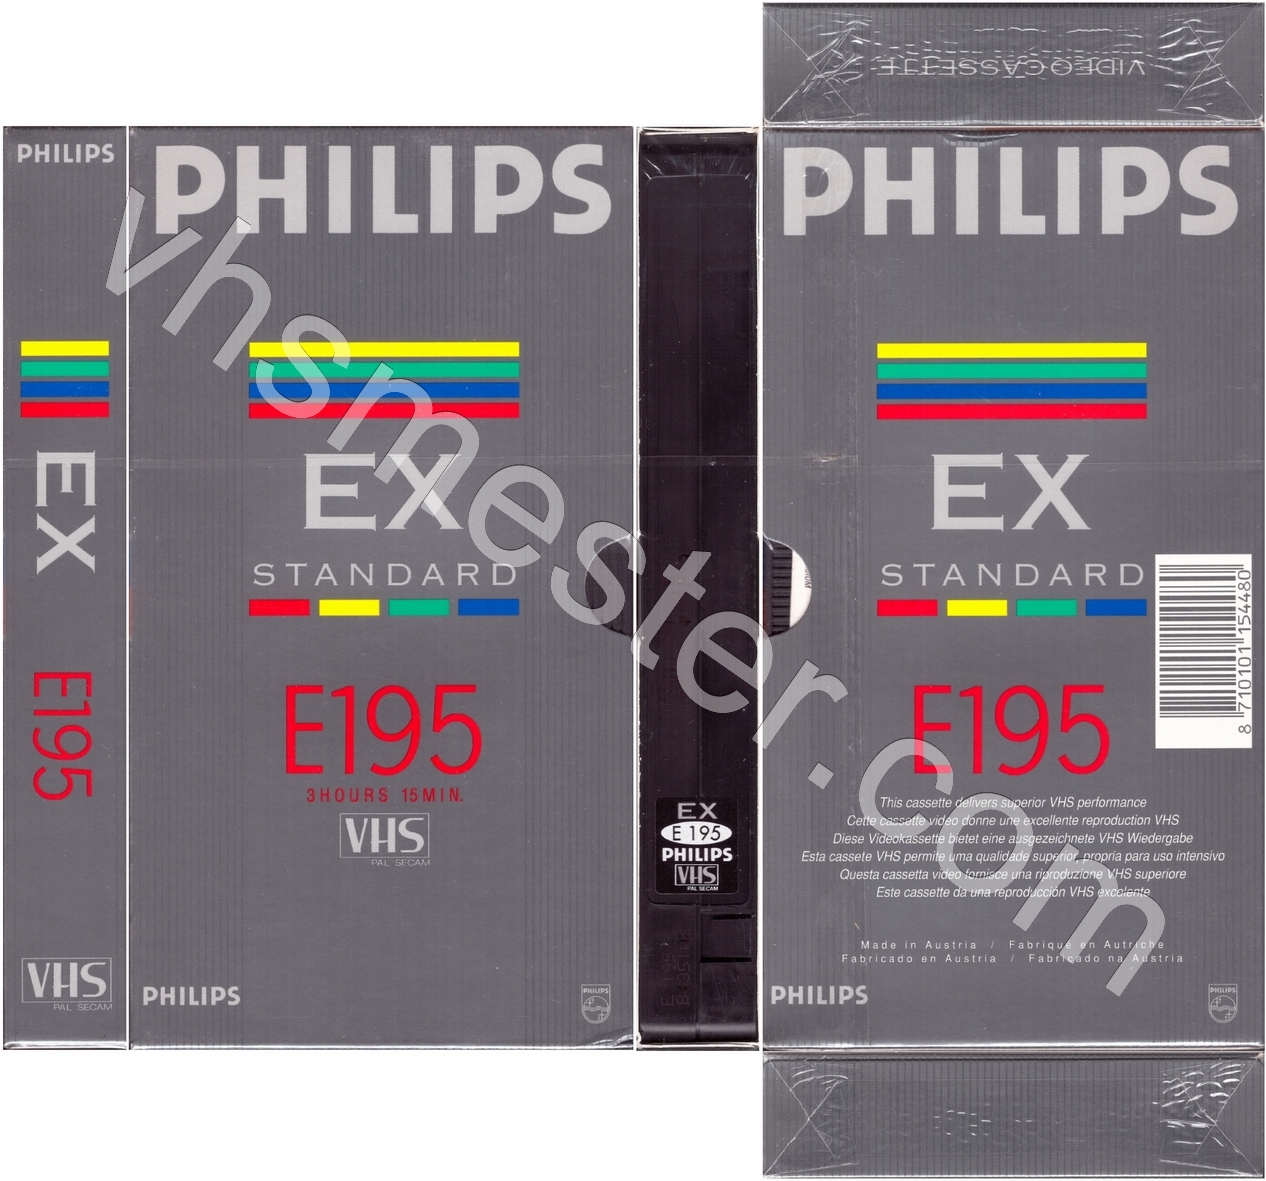 VIDEOCASSETTE
PHILIPS
EX
E195
VHS
PAL SECAM
PHILIPS
EX
STANDARD
E195
3HOURS 15MIN.
VHS
PAL SECAM
PHILIPS
PHILIPS
EX
E 195
PHILIPS
VHS
PAL SECAM
PHILIPS
EX
STANDARD
E195
8 710101 154480
This cassette delivers superior VHS performance
Cette cassette video donne une excellente reproduction VHS
Diese Videokassette bietet eine ausgezeichnete VHS Wiedergabe
Esta cassete VHS permite uma qualidade superior, propria para uso intensivo
Questa cassetta video fornisce una riproduzione VHS superiore
Este cassette da una reproducción VHS excelente
Made in Austria / Fabriqué en Autriche
Fabricado en Austria / Fabricado na Austria
PHILIPS
PHILIPS
vhsmester.com